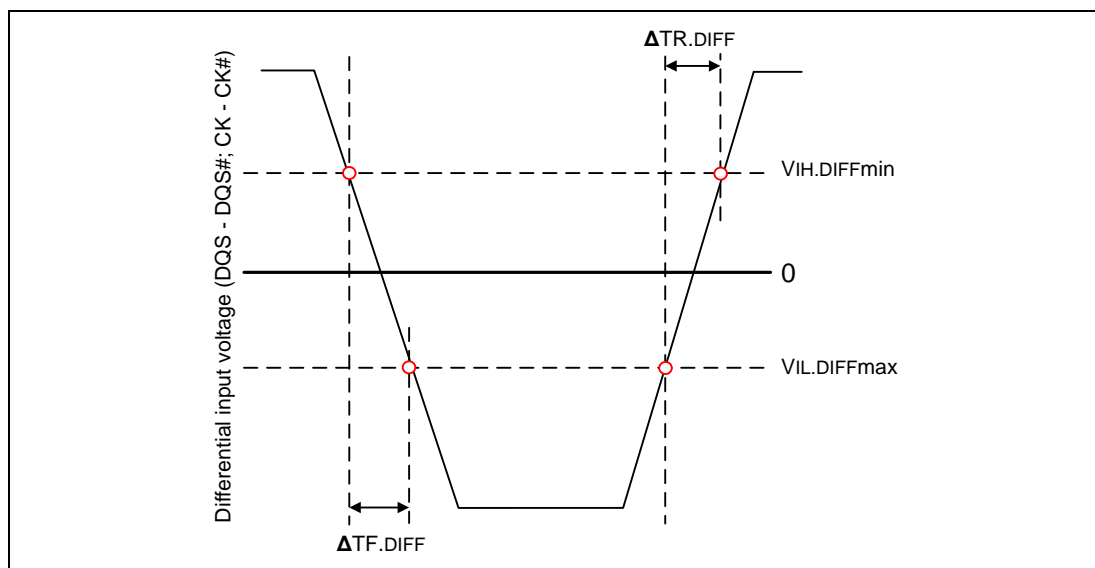 Differential input voltage (DQS - DQS#; CK - CK#)
ΔTR.DIFF
VIH.DIFFmin
0
VIL.DIFFmax
ΔTF.DIFF